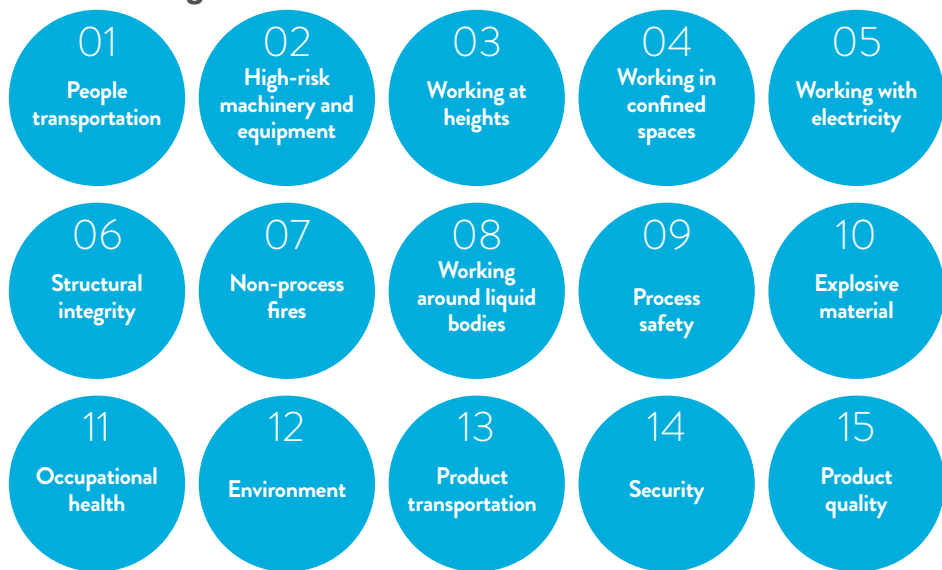 01
People
transportation
02
High-risk
machinery and
equipment
03
Working at
heights
04
Working in
confined
spaces
05
Working with
electricity
06
Structural
integrity
07
Non-process
fires
08
Working
around liquid
bodies
09
Process
safety
10
Explosive
material
11
Occupational
health
12
Environment
13
Product
transportation
14
Security
15
Product
quality